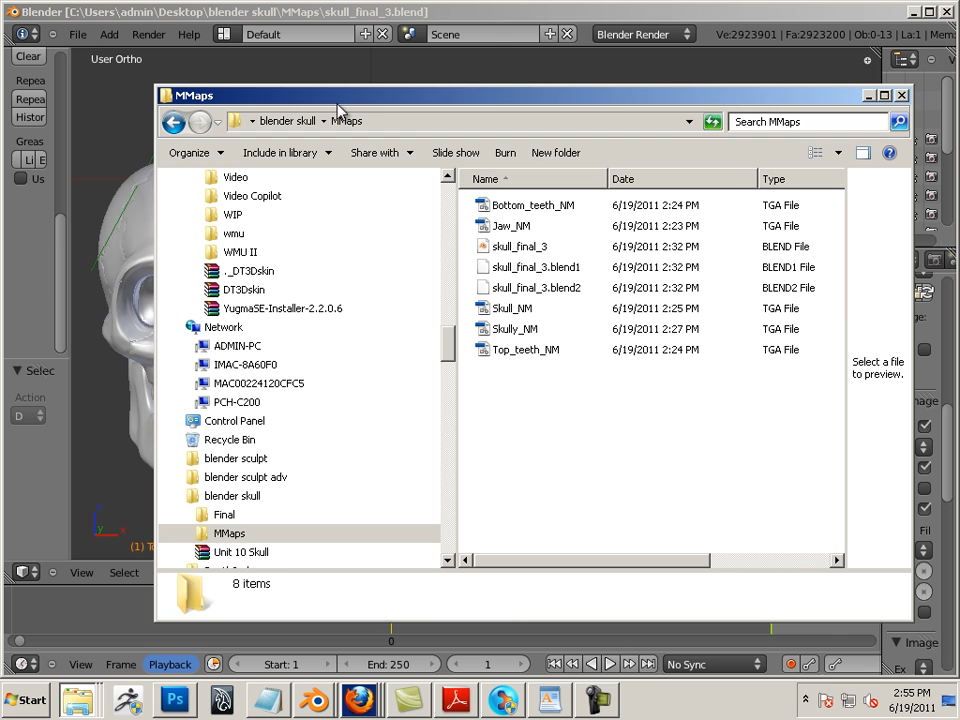 Blender [C:\Users\admin\Desktop\blender skull\MMaps\skull_final_3.blend]
File Add Render Help Default Scene Blender Render Ve:2923901 | Fa:2923200 | Ob:0-13 | La:1 | Mem:
Clear
User Ortho
Repea
Repea
Histor
Greas
Li E
Us
Selec
Action
D
MMaps
blender skull MMaps Search MMaps
Organize Include in library Share with Slide show Burn New folder
Video
Video Copilot
WIP
wmu
WMU II
._DT3Dskin
DT3Dskin
YugmaSE-Installer-2.2.0.6
Network
ADMIN-PC
IMAC-8A60F0
MAC00224120CFC5
PCH-C200
Control Panel
Recycle Bin
blender sculpt
blender sculpt adv
blender skull
Final
MMaps
Unit 10 Skull
Name Date Type
Bottom_teeth_NM 6/19/2011 2:24 PM TGA File
Jaw_NM 6/19/2011 2:23 PM TGA File
skull_final_3 6/19/2011 2:32 PM BLEND File
skull_final_3.blend1 6/19/2011 2:32 PM BLEND1 File
skull_final_3.blend2 6/19/2011 2:32 PM BLEND2 File
Skull_NM 6/19/2011 2:25 PM TGA File
Skully_NM 6/19/2011 2:27 PM TGA File
Top_teeth_NM 6/19/2011 2:24 PM TGA File
Select a file
to preview.
8 items
ge:
nage
Fil
Image
Ex
z
y x
(1) To
View Select
0
View Frame Playback Start: 1 End: 250 1 No Sync
Start Ps 2:55 PM
6/19/2011